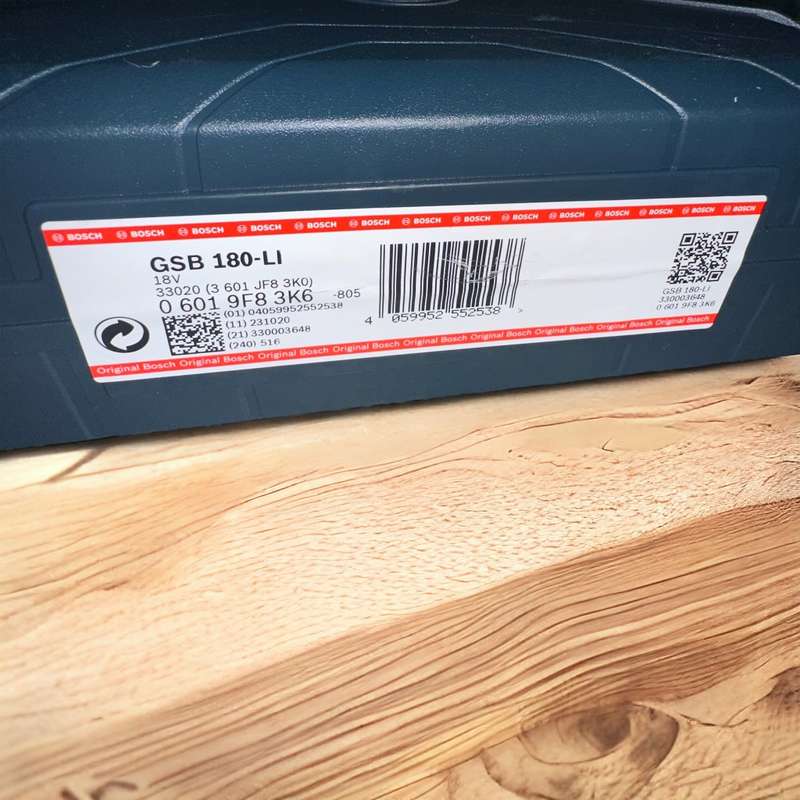 BOSCH BOSCH BOSCH BOSCH BOSCH BOSCH BOSCH BOSCH BOSCH BOSCH BOSCH BOSCH BOSCH
GSB 180-LI
18V
33020 (3 601 JF8 3K0)
0 601 9F8 3K6 -805
(01) 04059952552538
(11) 231020
(21) 330003648
(240) 516
4 059952 552538 >
GSB 180-LI
330003648
0 601 9F8 3K6
Original Bosch Original Bosch Original Bosch Original Bosch Original Bosch Original Bosch Original Bosch Original Bosch Original Bosch